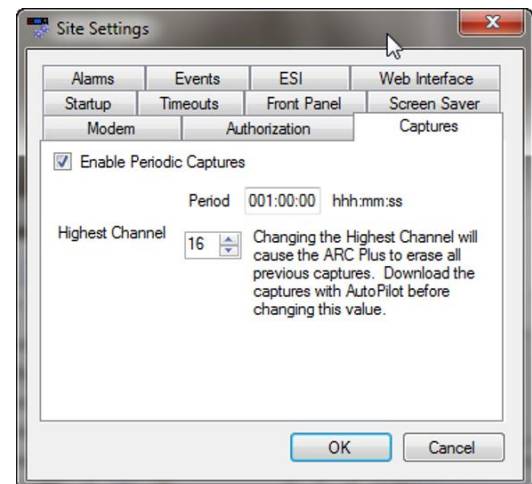 Site Settings
Alarms Events ESI Web Interface
Startup Timeouts Front Panel Screen Saver
Modem Authorization Captures
Enable Periodic Captures
Period 001:00:00 hhh:mm:ss
Highest Channel 16 Changing the Highest Channel will
cause the ARC Plus to erase all
previous captures. Download the
captures with AutoPilot before
changing this value.
OK Cancel